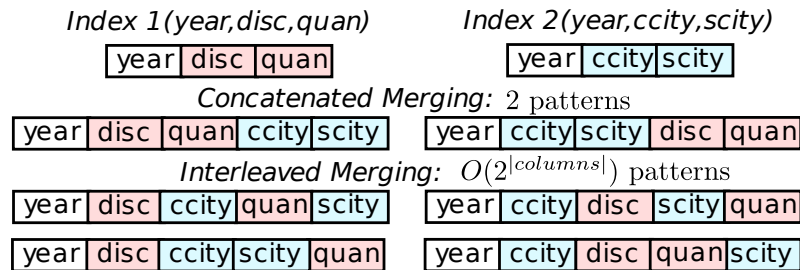 Index 1(year,disc,quan) Index 2(year,ccity,scity)
year disc quan year ccity scity
Concatenated Merging: 2 patterns
year disc quan ccity scity year ccity scity disc quan
Interleaved Merging: O(2^{|columns|}) patterns
year disc ccity quan scity year ccity disc scity quan
year disc ccity scity quan year ccity disc quan scity